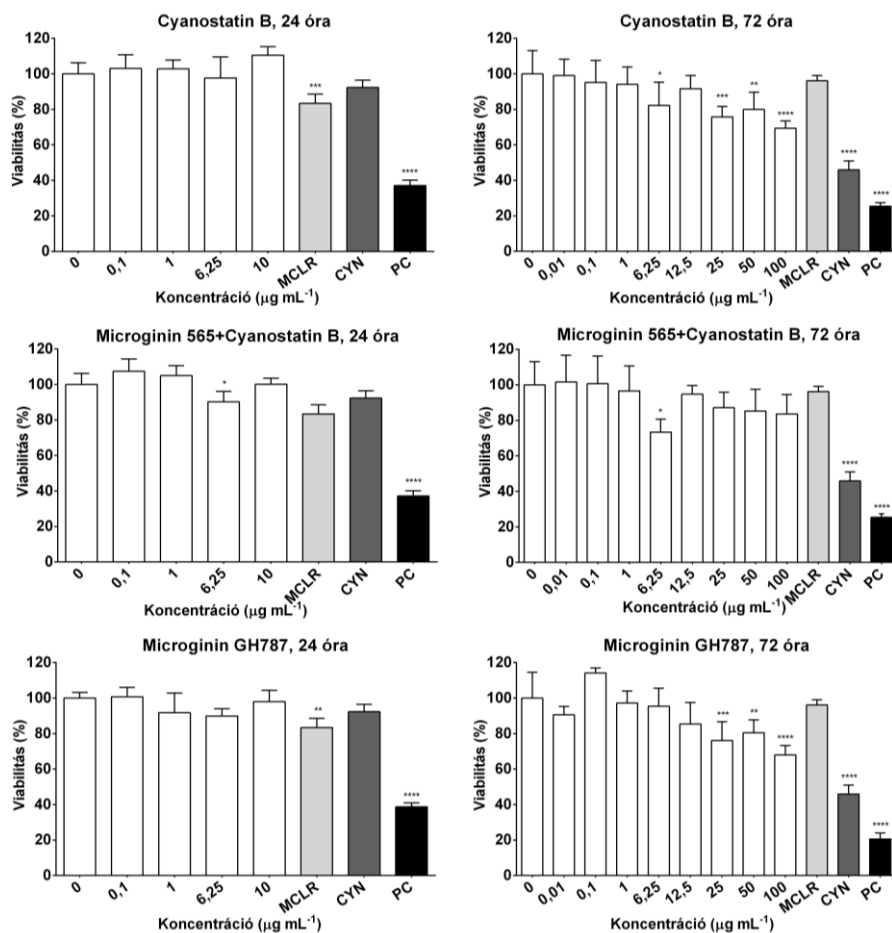 Cyanostatin B, 24 óra
Viabilitás (%)
120
100
80
60
40
20
0
*** ****
0 0,1 1 6,25 10 MCLR CYN PC
Koncentráció (µg mL⁻¹)
Cyanostatin B, 72 óra
Viabilitás (%)
120
100
80
60
40
20
0
* *** ** **** **** ****
0 0,01 0,1 1 6,25 12,5 25 50 100 MCLR CYN PC
Koncentráció (µg mL⁻¹)
Microginin 565+Cyanostatin B, 24 óra
Viabilitás (%)
120
100
80
60
40
20
0
* ****
0 0,1 1 6,25 10 MCLR CYN PC
Koncentráció (µg mL⁻¹)
Microginin 565+Cyanostatin B, 72 óra
Viabilitás (%)
120
100
80
60
40
20
0
* **** ****
0 0,01 0,1 1 6,25 12,5 25 50 100 MCLR CYN PC
Koncentráció (µg mL⁻¹)
Microginin GH787, 24 óra
Viabilitás (%)
120
100
80
60
40
20
0
** ****
0 0,1 1 6,25 10 MCLR CYN PC
Koncentráció (µg mL⁻¹)
Microginin GH787, 72 óra
Viabilitás (%)
120
100
80
60
40
20
0
*** ** **** **** ****
0 0,01 0,1 1 6,25 12,5 25 50 100 MCLR CYN PC
Koncentráció (µg mL⁻¹)